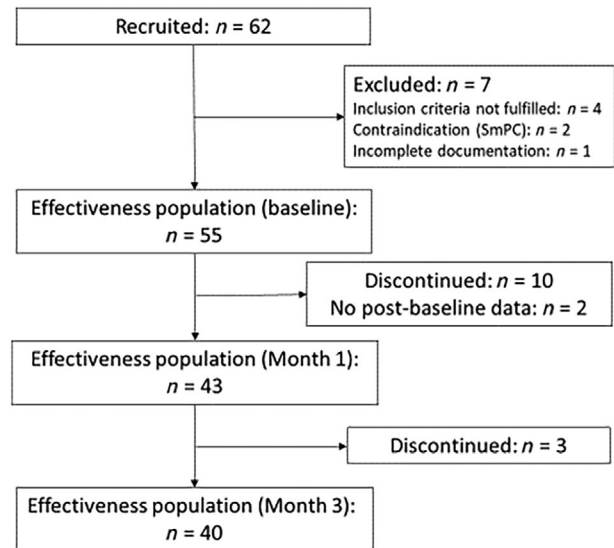 Recruited: n = 62
Excluded: n = 7
Inclusion criteria not fulfilled: n = 4
Contraindication (SmPC): n = 2
Incomplete documentation: n = 1
Effectiveness population (baseline):
n = 55
Discontinued: n = 10
No post-baseline data: n = 2
Effectiveness population (Month 1):
n = 43
Discontinued: n = 3
Effectiveness population (Month 3):
n = 40